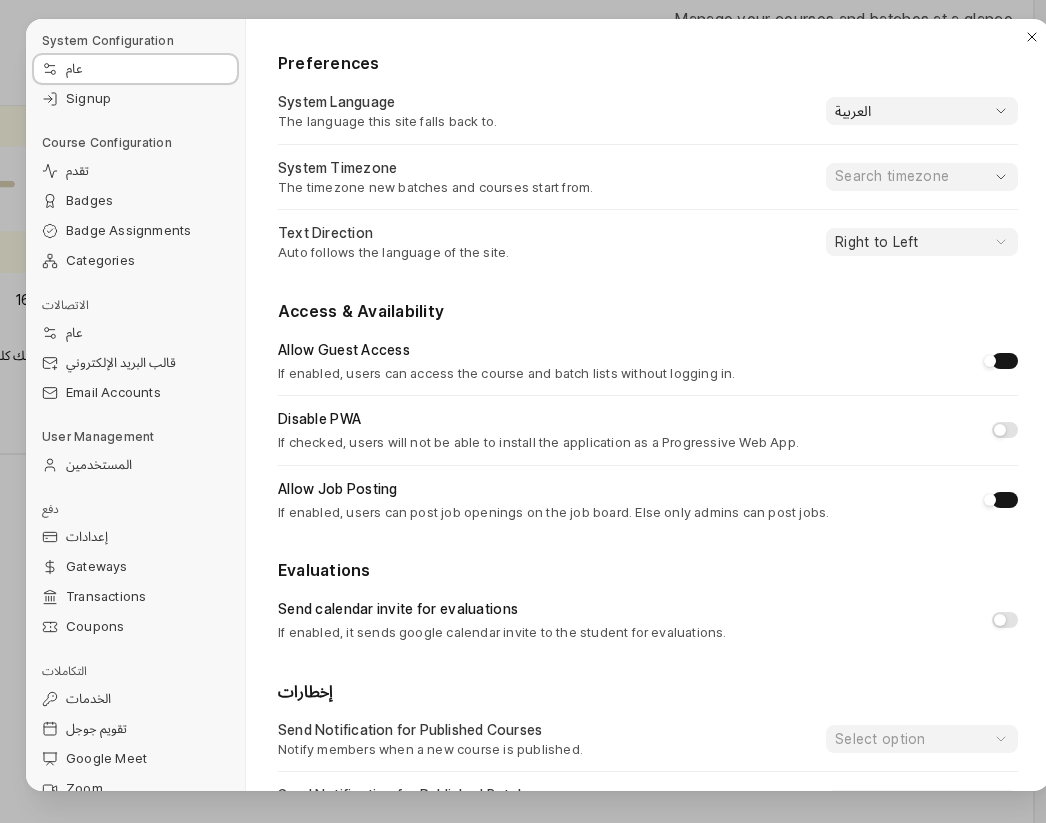 Manage your courses and batches at a glance
System Configuration
عام
Signup
Course Configuration
تقدم
Badges
Badge Assignments
Categories
الاتصالات
عام
قالب البريد الإلكتروني
Email Accounts
User Management
المستخدمين
دفع
إعدادات
Gateways
Transactions
Coupons
التكاملات
الخدمات
تقويم جوجل
Google Meet
Zoom
16
Preferences
System Language
العربية
The language this site falls back to.
System Timezone
Search timezone
The timezone new batches and courses start from.
Text Direction
Right to Left
Auto follows the language of the site.
Access & Availability
Allow Guest Access
If enabled, users can access the course and batch lists without logging in.
Disable PWA
If checked, users will not be able to install the application as a Progressive Web App.
Allow Job Posting
If enabled, users can post job openings on the job board. Else only admins can post jobs.
Evaluations
Send calendar invite for evaluations
If enabled, it sends google calendar invite to the student for evaluations.
إخطارات
Send Notification for Published Courses
Select option
Notify members when a new course is published.